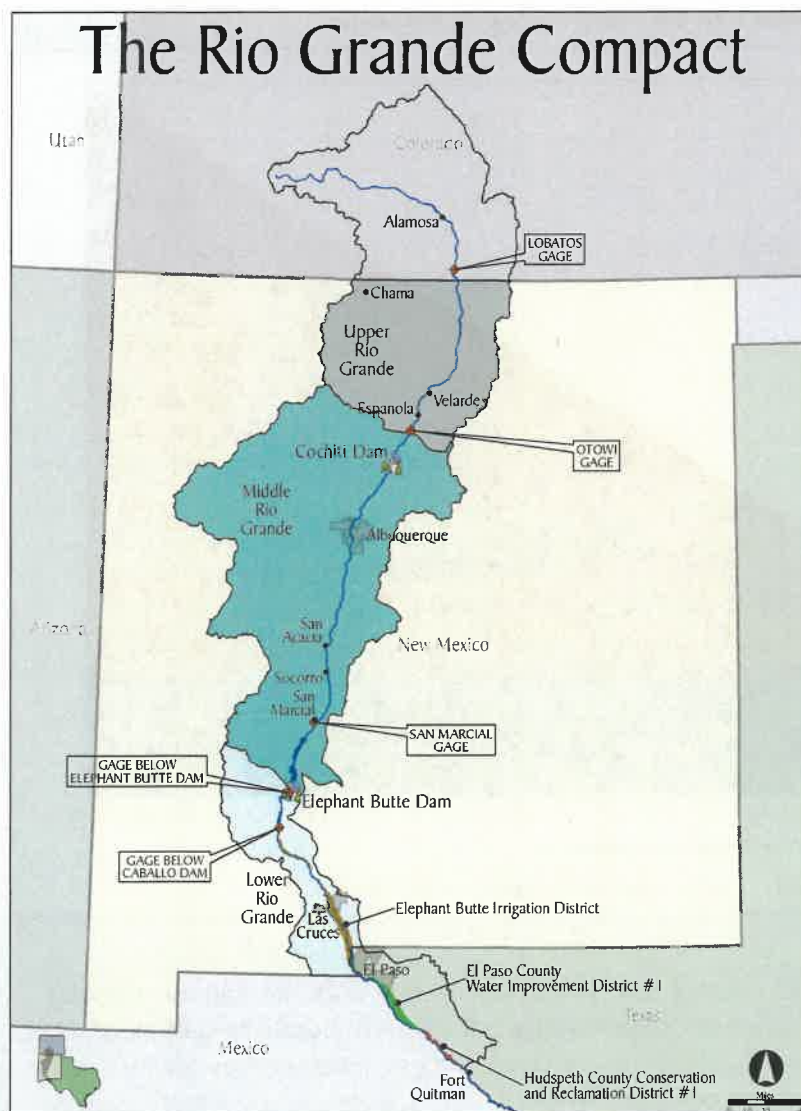 The Rio Grande Compact
Utah
Colorado
Alamosa
LOBATOS
GAGE
Chama
Upper
Rio
Grande
Velarde
Espanola
OTOWI
GAGE
Cochiti Dam
Middle
Rio
Grande
Albuquerque
Arizona
San
Acacia
New Mexico
Socorro
San
Marcial
SAN MARCIAL
GAGE
GAGE BELOW
ELEPHANT BUTTE DAM
Elephant Butte Dam
GAGE BELOW
CABALLO DAM
Lower
Rio
Grande
Las
Cruces
Elephant Butte Irrigation District
El Paso
El Paso County
Water Improvement District #1
Texas
Mexico
Fort
Quitman
Hudspeth County Conservation
and Reclamation District #1
Miles